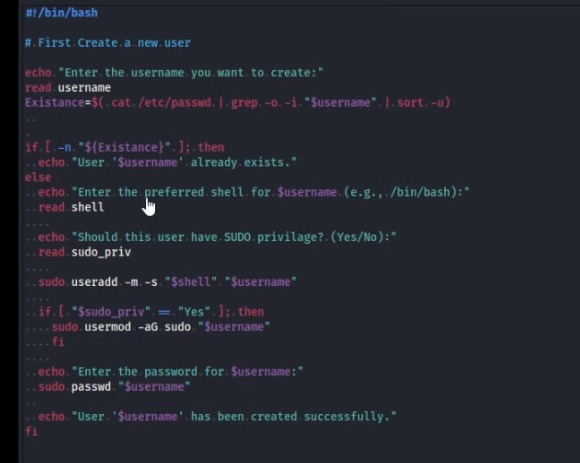 #!/bin/bash
# First Create a new user
echo "Enter the username you want to create:"
read username
Existance=$( cat /etc/passwd | grep -o -i "$username" | sort -u)
if [ -n "${Existance}" ]; then
echo "User '$username' already exists."
else
echo "Enter the preferred shell for $username (e.g., /bin/bash):"
read shell
echo "Should this user have SUDO privilage? (Yes/No):"
read sudo_priv
sudo useradd -m -s "$shell" "$username"
if [ "$sudo_priv" == "Yes" ]; then
sudo usermod -aG sudo "$username"
fi
echo "Enter the password for $username:"
sudo passwd "$username"
echo "User '$username' has been created successfully."
fi